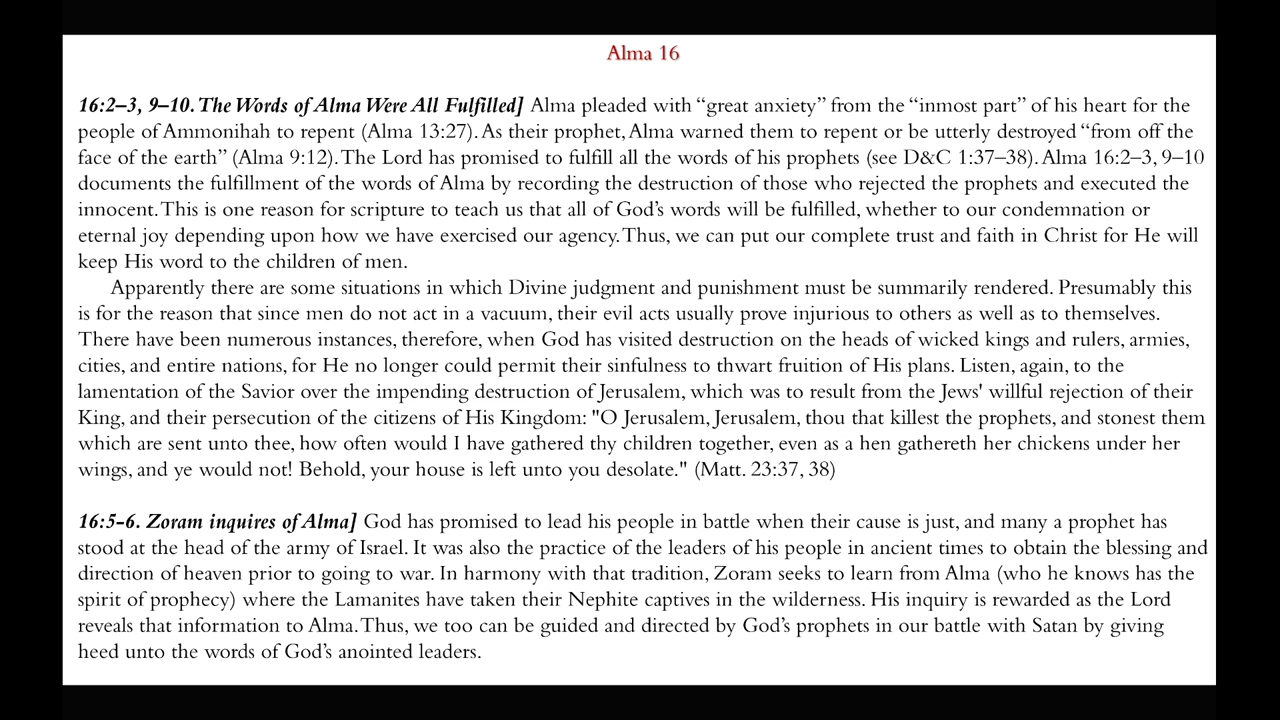 Alma 16
16:2–3, 9–10. The Words of Alma Were All Fulfilled] Alma pleaded with “great anxiety” from the “inmost part” of his heart for the
people of Ammonihah to repent (Alma 13:27). As their prophet, Alma warned them to repent or be utterly destroyed “from off the
face of the earth” (Alma 9:12). The Lord has promised to fulfill all the words of his prophets (see D&C 1:37–38). Alma 16:2–3, 9–10
documents the fulfillment of the words of Alma by recording the destruction of those who rejected the prophets and executed the
innocent. This is one reason for scripture to teach us that all of God’s words will be fulfilled, whether to our condemnation or
eternal joy depending upon how we have exercised our agency. Thus, we can put our complete trust and faith in Christ for He will
keep His word to the children of men.
Apparently there are some situations in which Divine judgment and punishment must be summarily rendered. Presumably this
is for the reason that since men do not act in a vacuum, their evil acts usually prove injurious to others as well as to themselves.
There have been numerous instances, therefore, when God has visited destruction on the heads of wicked kings and rulers, armies,
cities, and entire nations, for He no longer could permit their sinfulness to thwart fruition of His plans. Listen, again, to the
lamentation of the Savior over the impending destruction of Jerusalem, which was to result from the Jews' willful rejection of their
King, and their persecution of the citizens of His Kingdom: "O Jerusalem, Jerusalem, thou that killest the prophets, and stonest them
which are sent unto thee, how often would I have gathered thy children together, even as a hen gathereth her chickens under her
wings, and ye would not! Behold, your house is left unto you desolate." (Matt. 23:37, 38)
16:5-6. Zoram inquires of Alma] God has promised to lead his people in battle when their cause is just, and many a prophet has
stood at the head of the army of Israel. It was also the practice of the leaders of his people in ancient times to obtain the blessing and
direction of heaven prior to going to war. In harmony with that tradition, Zoram seeks to learn from Alma (who he knows has the
spirit of prophecy) where the Lamanites have taken their Nephite captives in the wilderness. His inquiry is rewarded as the Lord
reveals that information to Alma. Thus, we too can be guided and directed by God’s prophets in our battle with Satan by giving
heed unto the words of God’s anointed leaders.